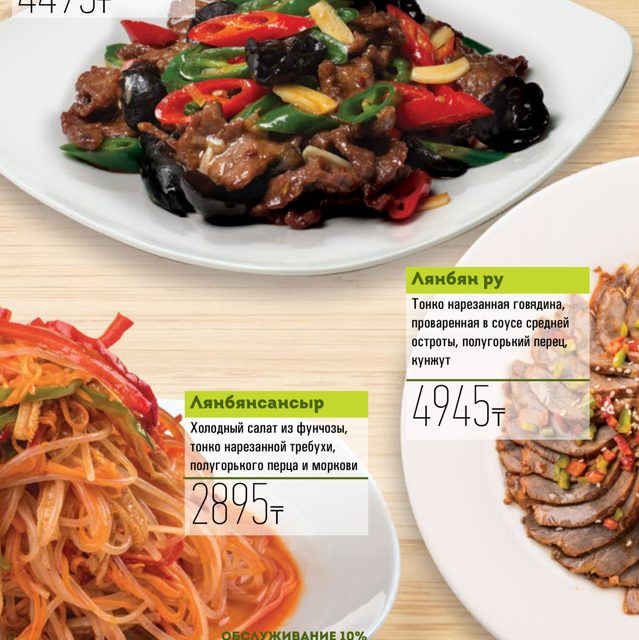 4495₸
Лянбян ру
Тонко нарезанная говядина,
проваренная в соусе средней
остроты, полугорький перец,
кунжут
4945₸
Лянбянсансыр
Холодный салат из фунчозы,
тонко нарезанной требухи,
полугорького перца и моркови
2895₸
ОБСЛУЖИВАНИЕ 10%